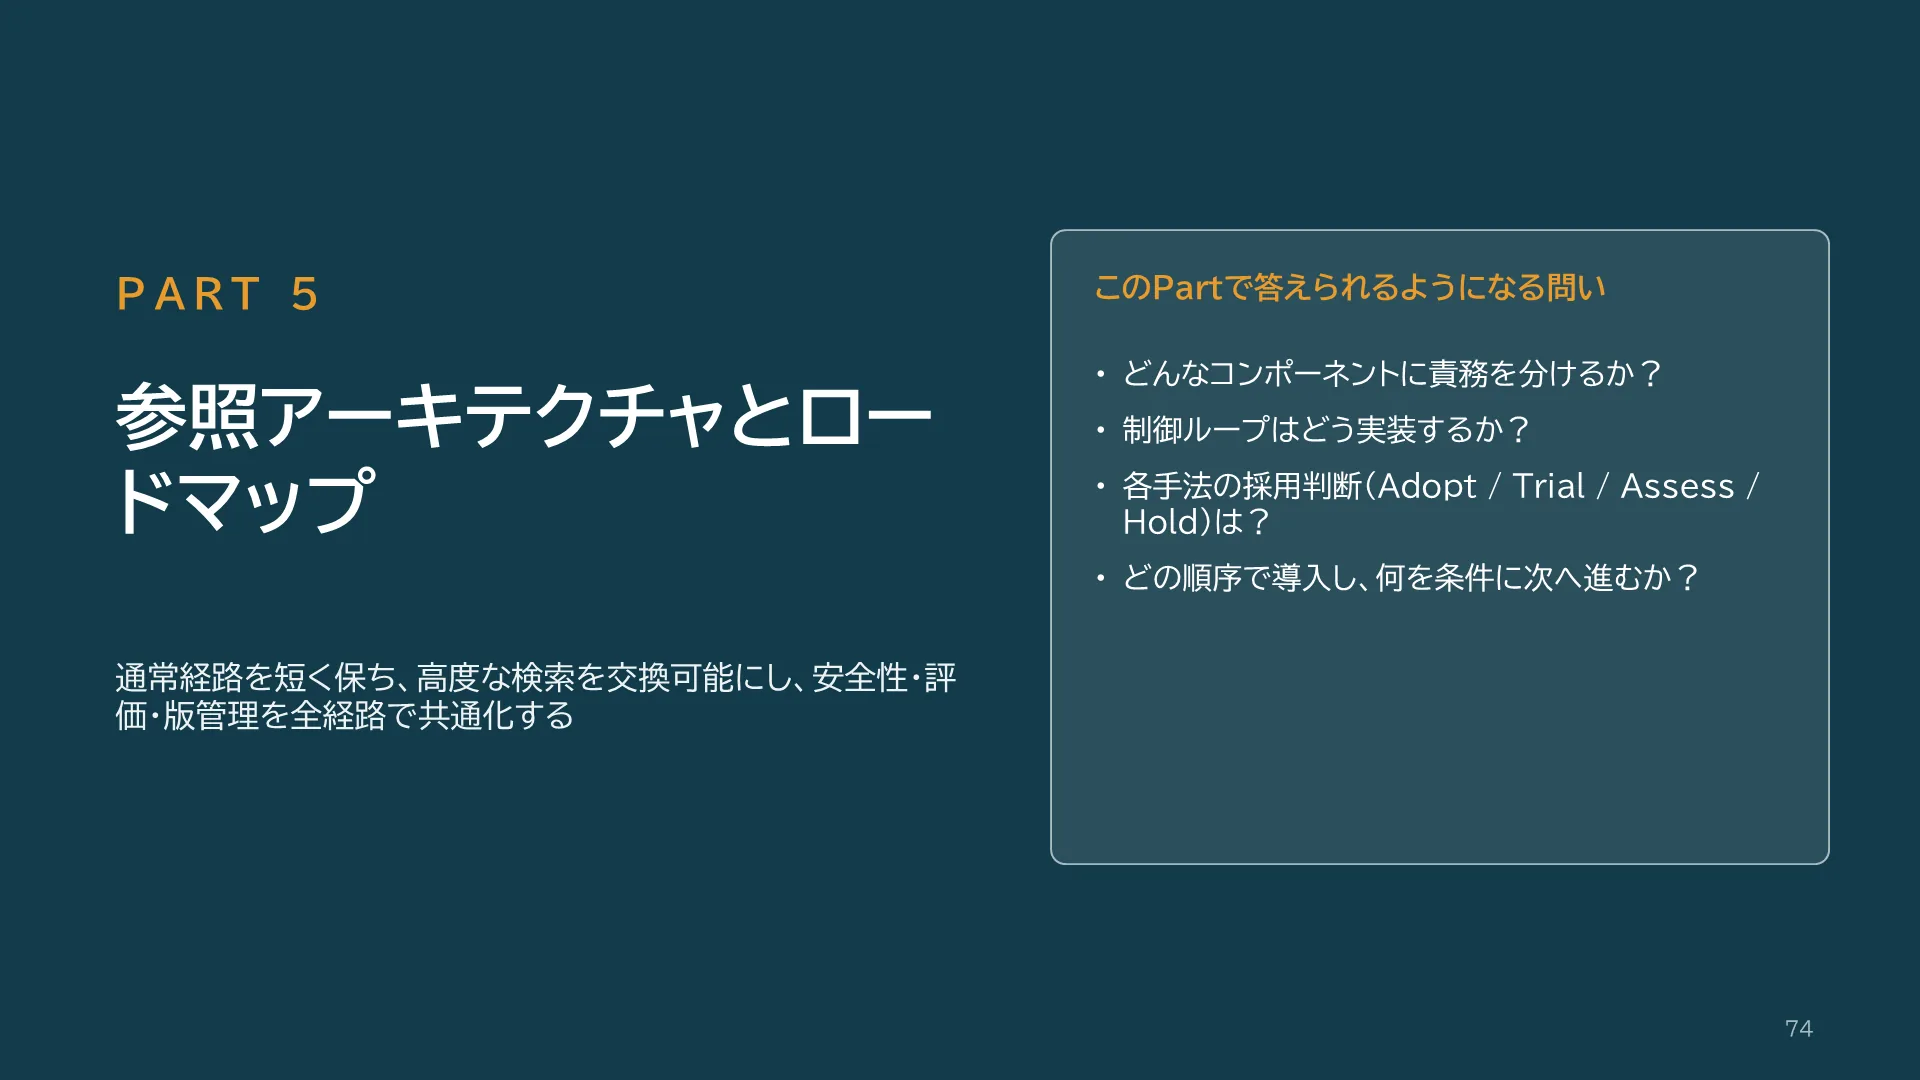 PART 5
参照アーキテクチャとロー
ドマップ
通常経路を短く保ち、高度な検索を交換可能にし、安全性・評
価・版管理を全経路で共通化する
このPartで答えられるようになる問い
• どんなコンポーネントに責務を分けるか？
• 制御ループはどう実装するか？
• 各手法の採用判断（Adopt / Trial / Assess /
Hold）は？
• どの順序で導入し、何を条件に次へ進むか？
74